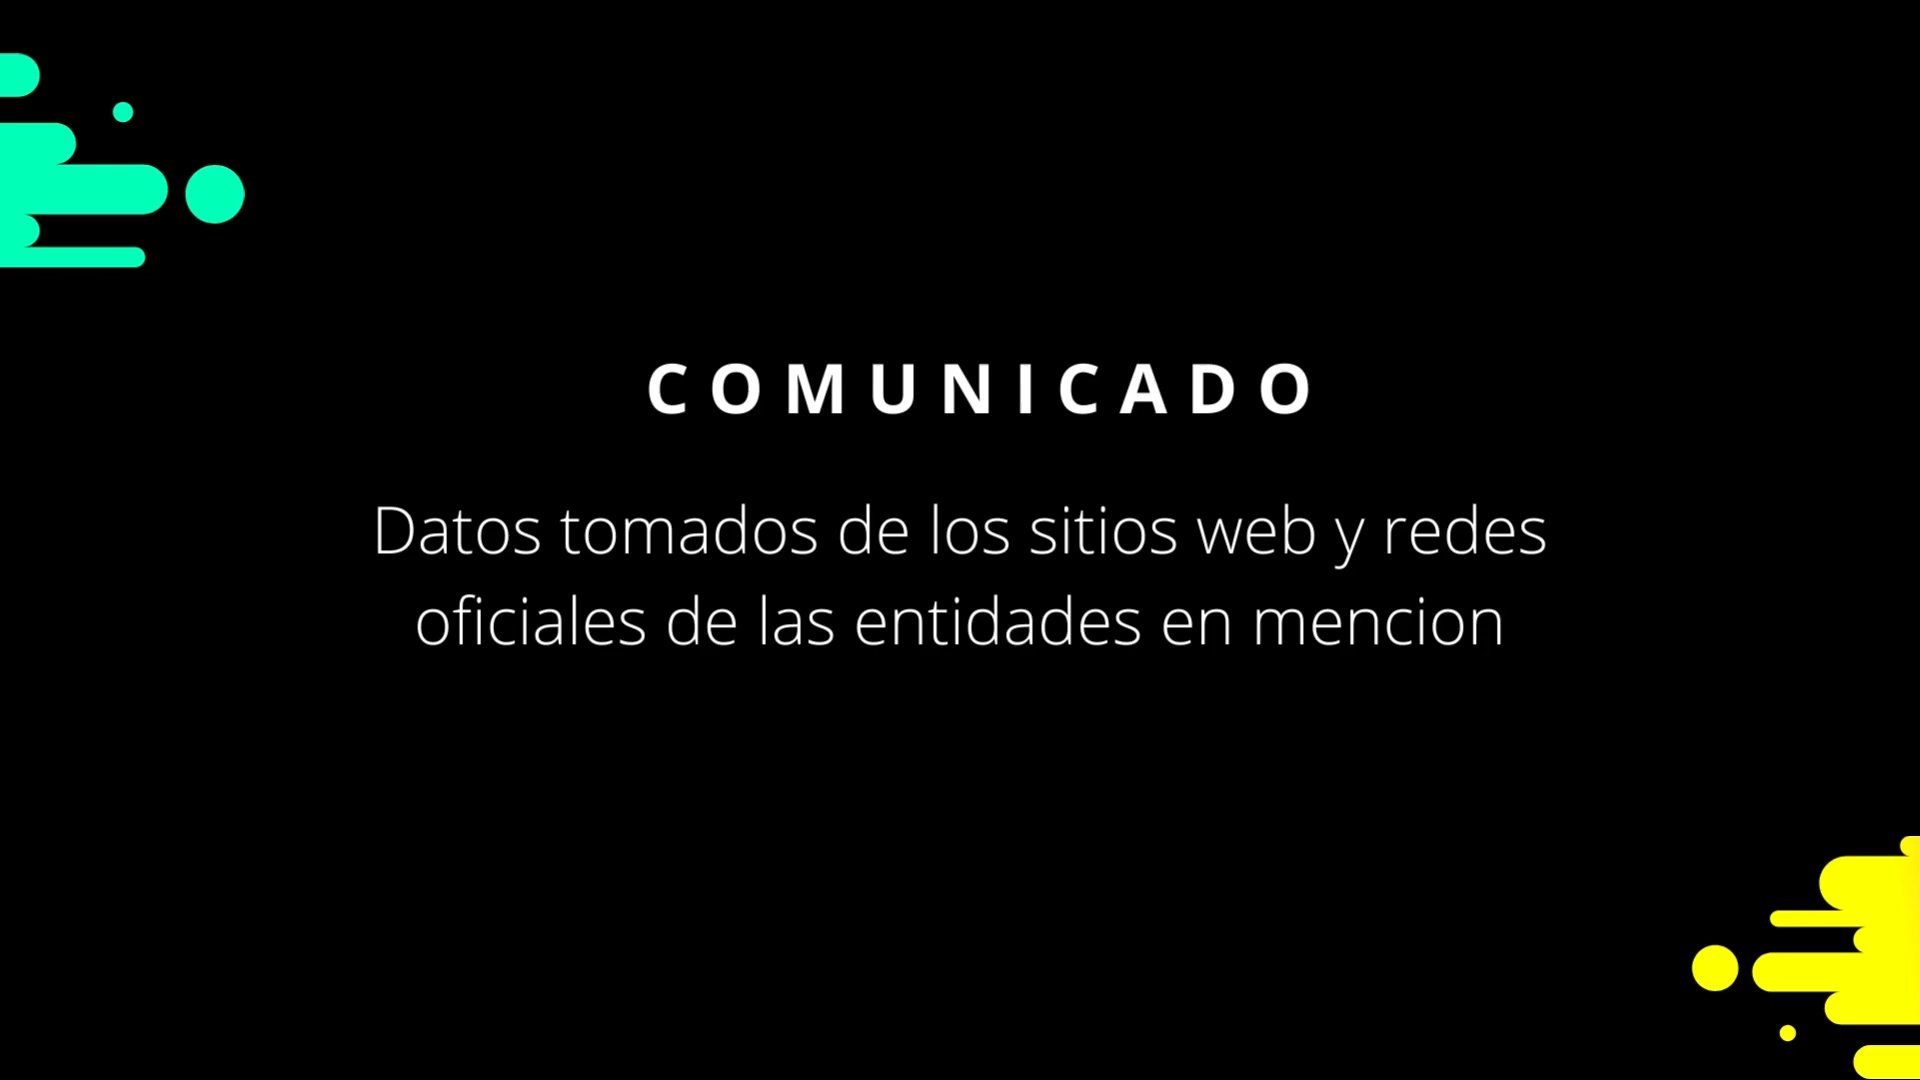 COMUNICADO
Datos tomados de los sitios web y redes
oficiales de las entidades en mencion